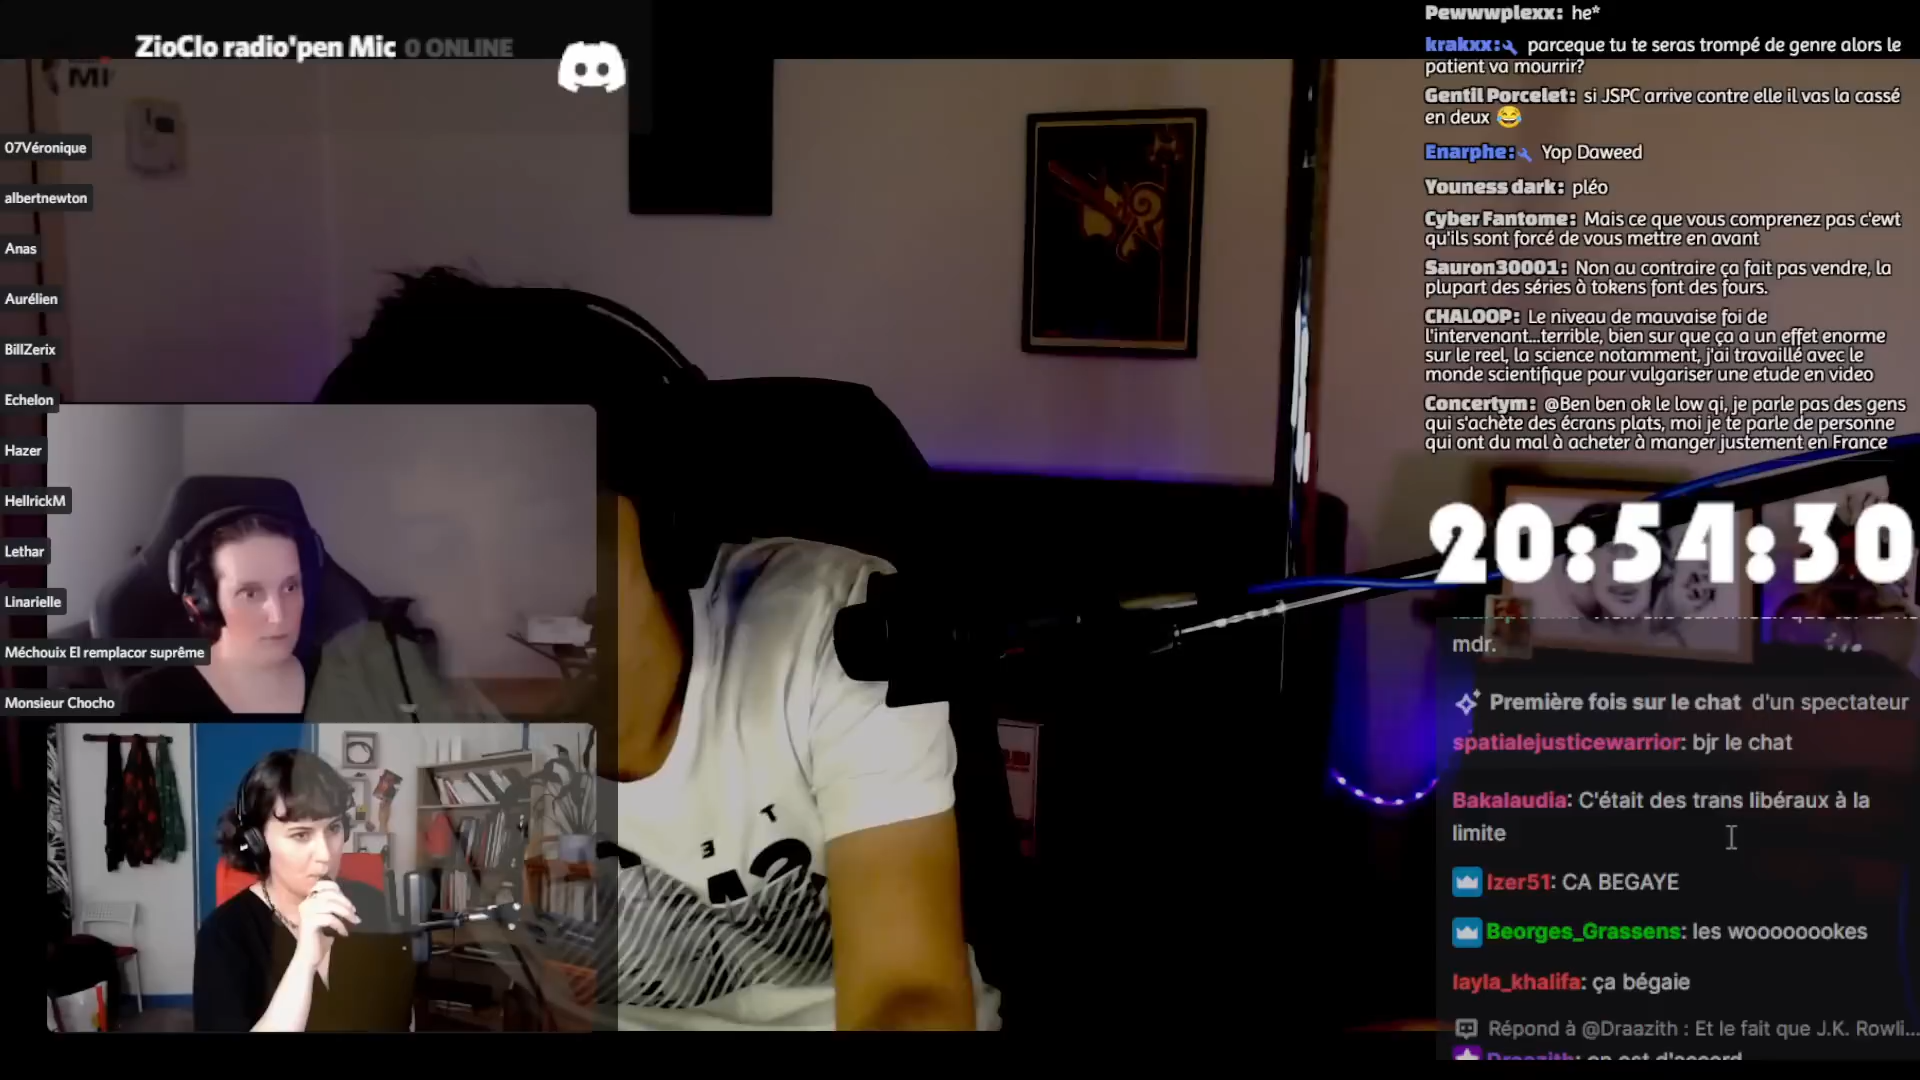 ZioClo radio'pen Mic 0 ONLINE
MI
07Véronique
albertnewton
Anas
Aurélien
BillZerix
Echelon
Hazer
HellrickM
Lethar
Linarielle
Méchouix El remplacor suprême
Monsieur Chocho
Pewwwplexx: he*
krakxx: parceque tu te seras trompé de genre alors le
patient va mourrir?
Gentil Porcelet: si JSPC arrive contre elle il vas la cassé
en deux 😂
Enarphe: Yop Daweed
Youness dark: pléo
Cyber Fantome: Mais ce que vous comprenez pas c'ewt
qu'ils sont forcé de vous mettre en avant
Sauron30001: Non au contraire ça fait pas vendre, la
plupart des séries à tokens font des fours.
CHALOOP: Le niveau de mauvaise foi de
l'intervenant...terrible, bien sur que ça a un effet enorme
sur le reel, la science notamment, j'ai travaillé avec le
monde scientifique pour vulgariser une etude en video
Concertym: @Ben ben ok le low qi, je parle pas des gens
qui s'achète des écrans plats, moi je te parle de personne
qui ont du mal à acheter à manger justement en France
20:54:30
mdr.
Première fois sur le chat d'un spectateur
spatialejusticewarrior: bjr le chat
Bakalaudia: C'était des trans libéraux à la
limite
Izer51: CA BEGAYE
Beorges_Grassens: les woooooookes
layla_khalifa: ça bégaie
Répond à @Draazith : Et le fait que J.K. Rowli...
Draazith: on est d'accord